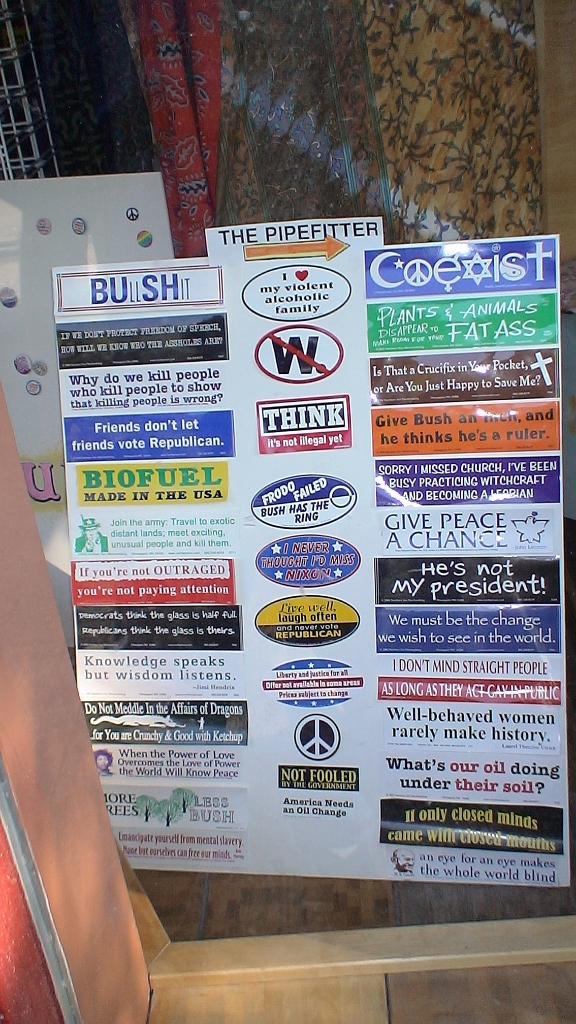 THE PIPEFITTER
BUllSHIT
IF WE DON'T PROTECT FREEDOM OF SPEECH,
HOW WILL WE KNOW WHO THE ASSHOLES ARE?
Why do we kill people
who kill people to show
that killing people is wrong?
Friends don't let
friends vote Republican.
BIOFUEL
MADE IN THE USA
Join the army: Travel to exotic
distant lands; meet exciting,
unusual people and kill them.
If you're not OUTRAGED
you're not paying attention
Democrats think the glass is half full.
Republicans think the glass is theirs.
Knowledge speaks
but wisdom listens.
~Jimi Hendrix
Do Not Meddle In the Affairs of Dragons
..for You are Crunchy & Good with Ketchup
When the Power of Love
Overcomes the Love of Power
the World Will Know Peace
MORE TREES
LESS BUSH
Emancipate yourself from mental slavery.
None but ourselves can free our minds.
I ❤ my violent
alcoholic
family
W
THINK
it's not illegal yet
FRODO FAILED
BUSH HAS THE
RING
I NEVER
THOUGHT I'D MISS
NIXON
Live well,
laugh often
and never vote
REPUBLICAN
Liberty and justice for all
Offer not available in some areas
Prices subject to change
NOT FOOLED
BY THE GOVERNMENT
America Needs
an Oil Change
COEXIST
PLANTS & ANIMALS
DISAPPEAR TO
MAKE ROOM FOR YOUR
FAT ASS
Is That a Crucifix in Your Pocket,
or Are You Just Happy to Save Me?
Give Bush an inch, and
he thinks he's a ruler.
SORRY I MISSED CHURCH, I'VE BEEN
BUSY PRACTICING WITCHCRAFT
AND BECOMING A LESBIAN
GIVE PEACE
A CHANCE
John Lennon
He's not
MY president!
We must be the change
we wish to see in the world.
I DON'T MIND STRAIGHT PEOPLE
AS LONG AS THEY ACT GAY IN PUBLIC
Well-behaved women
rarely make history.
Laurel Thatcher Ulrich
What's our oil doing
under their soil?
If only closed minds
came with closed mouths
an eye for an eye makes
the whole world blind